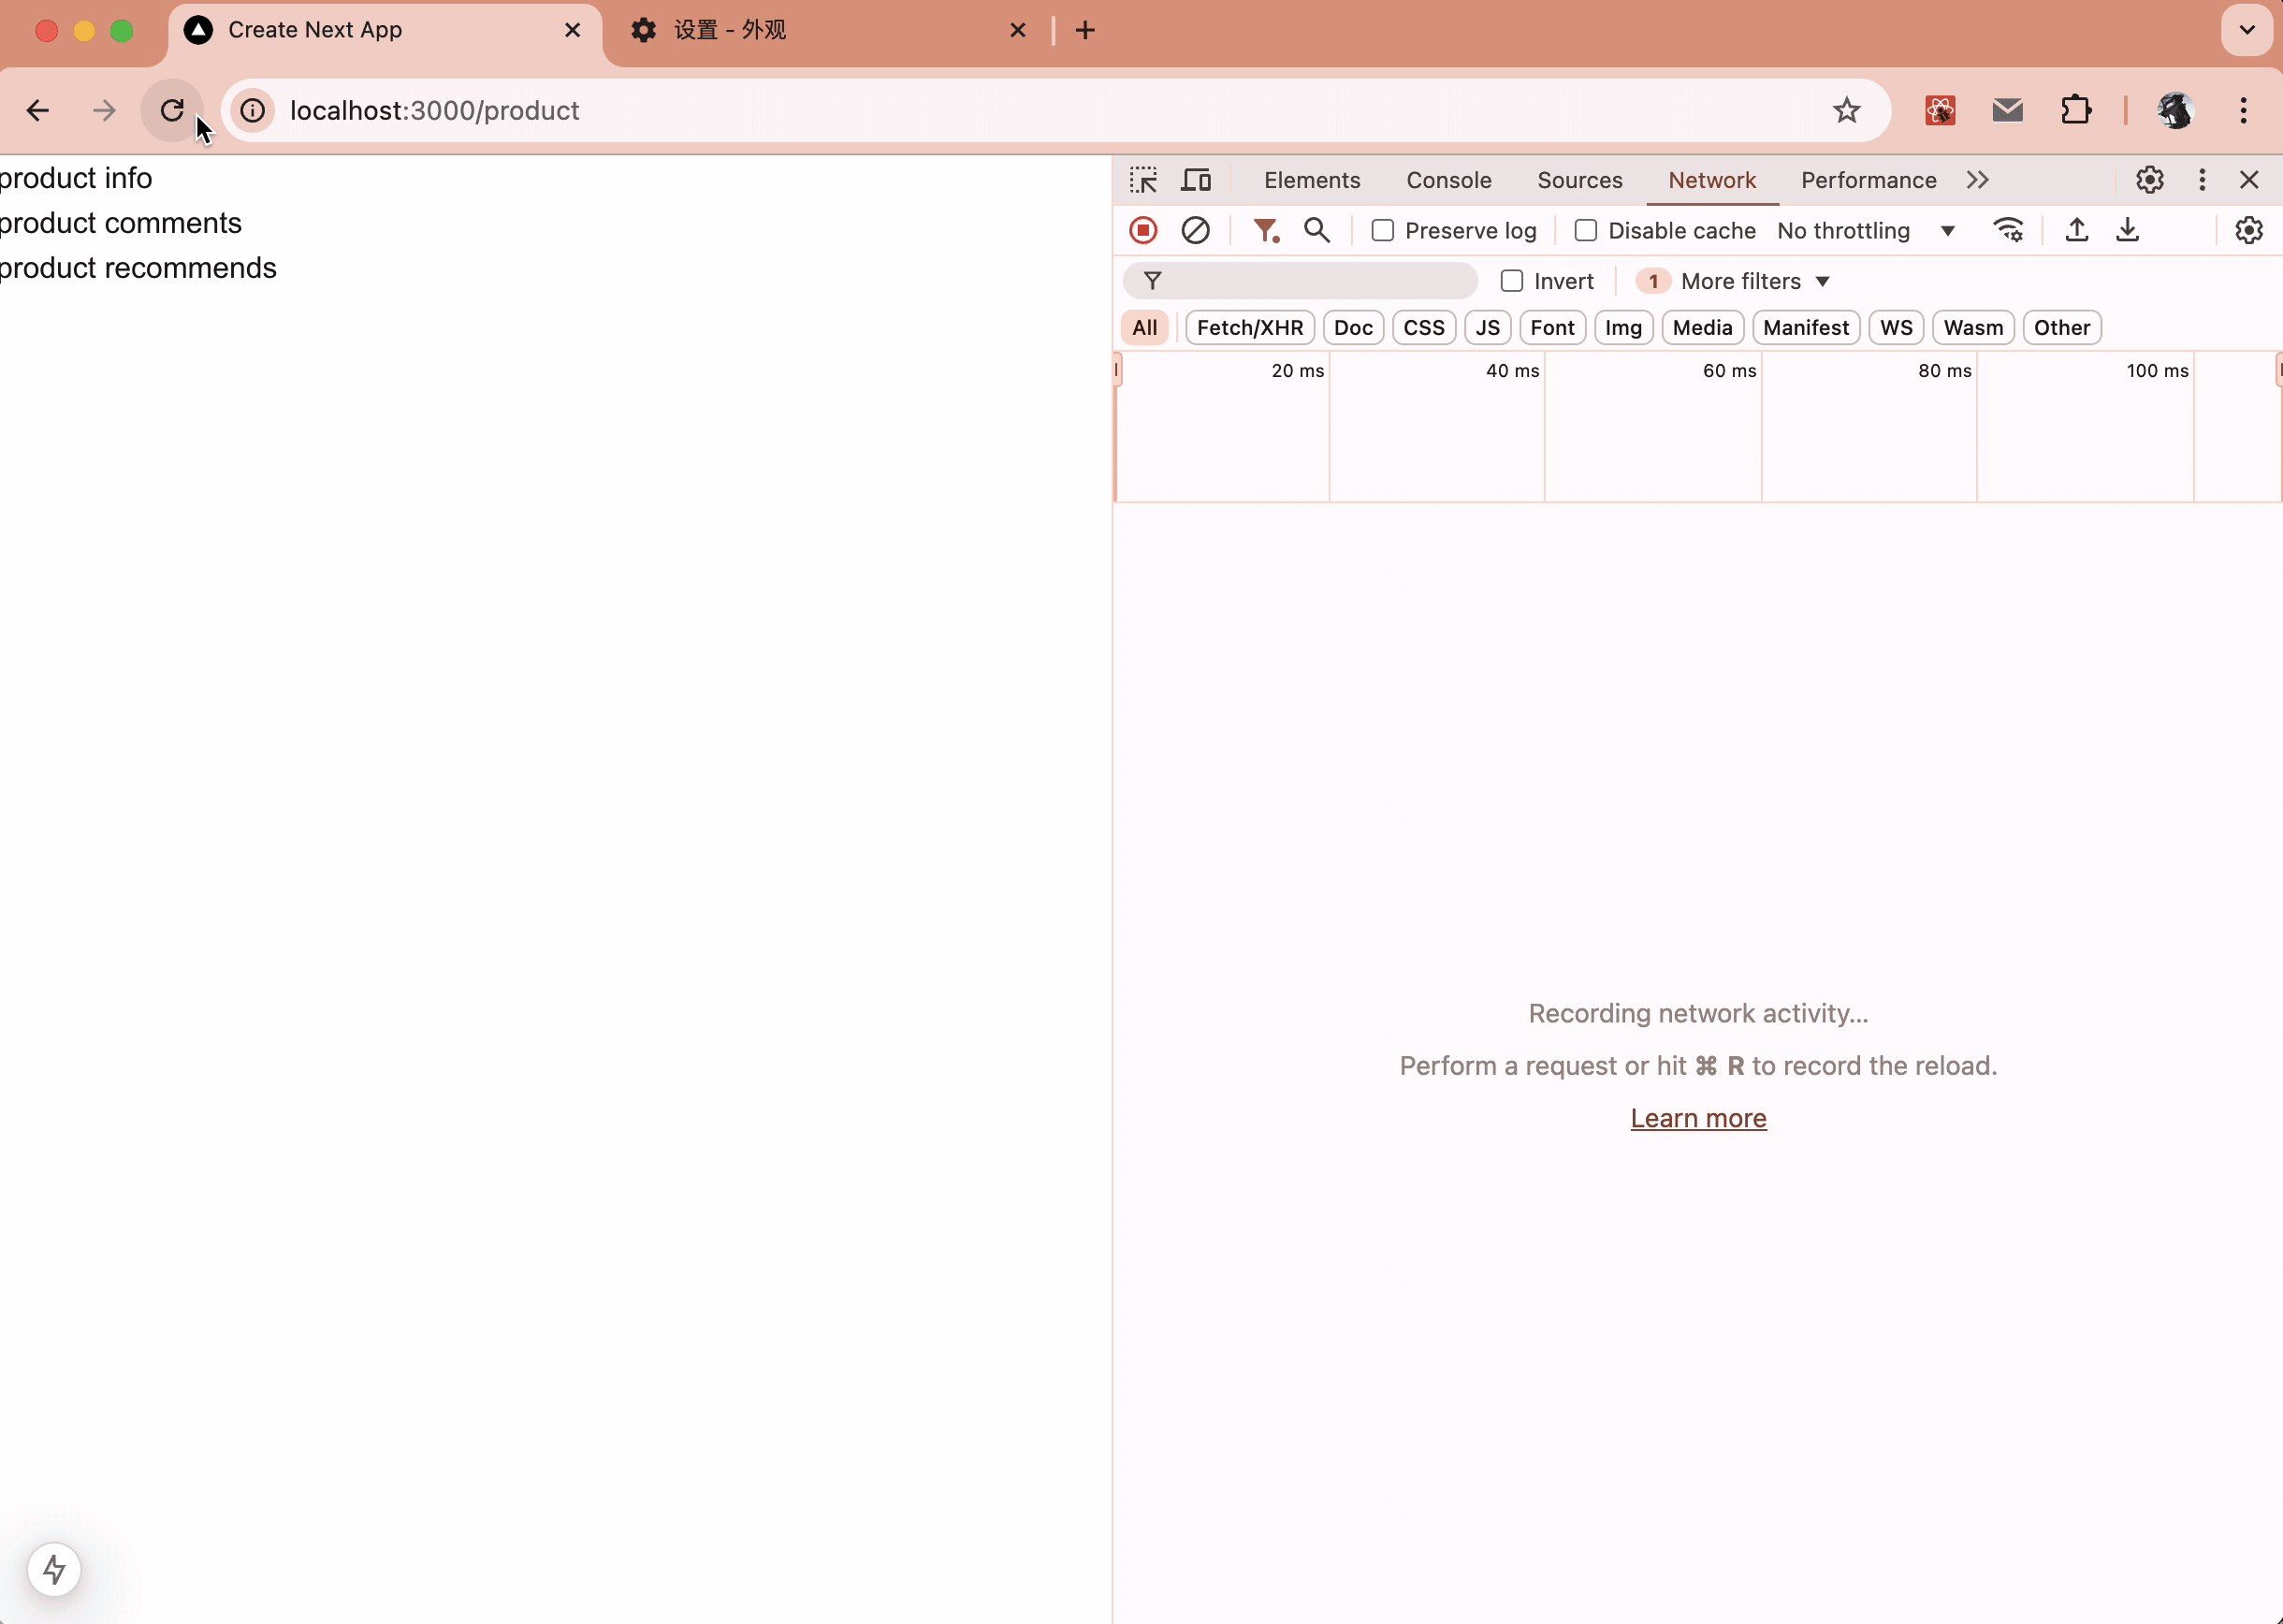 Create Next App
设置 - 外观
localhost:3000/product
product info
product comments
product recommends
Elements Console Sources Network Performance
Preserve log Disable cache No throttling
Invert 1 More filters
All Fetch/XHR Doc CSS JS Font Img Media Manifest WS Wasm Other
20 ms 40 ms 60 ms 80 ms 100 ms
Recording network activity...
Perform a request or hit ⌘ R to record the reload.
Learn more